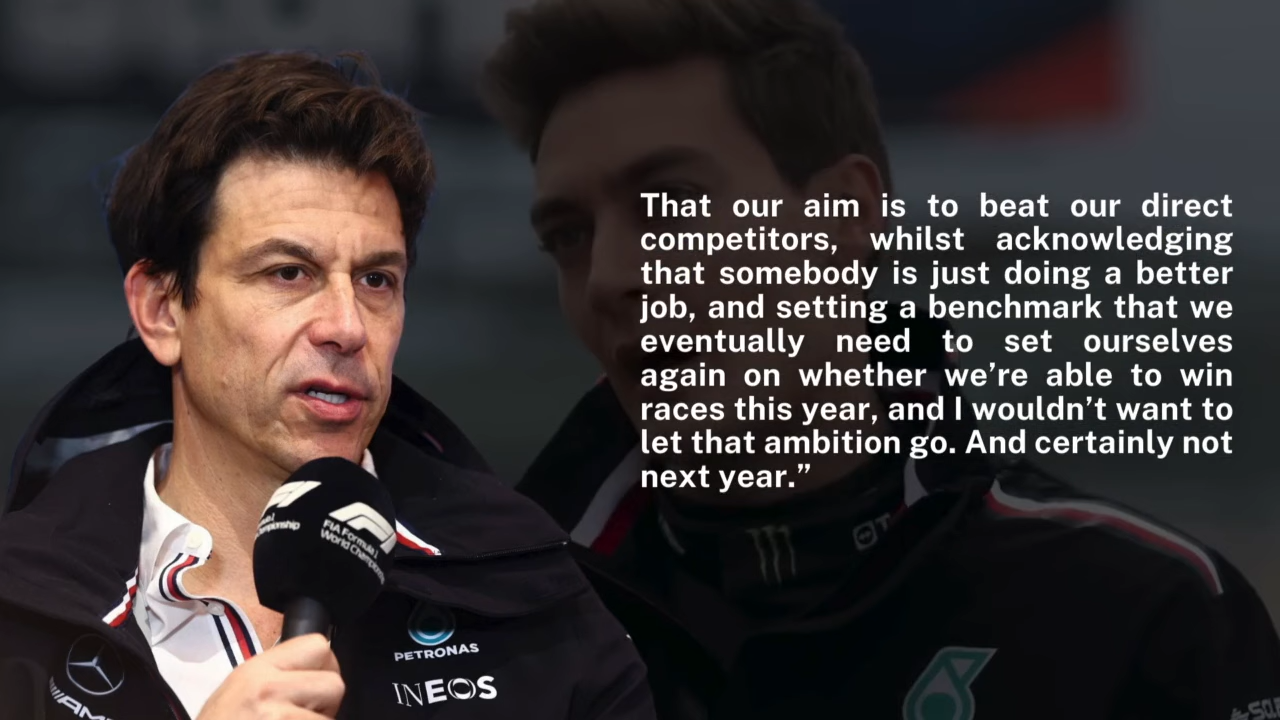 That our aim is to beat our direct
competitors, whilst acknowledging
that somebody is just doing a better
job, and setting a benchmark that we
eventually need to set ourselves
again on whether we’re able to win
races this year, and I wouldn’t want to
let that ambition go. And certainly not
next year.”
FIA Formula 1
World Championship
PETRONAS
INEOS
AMG